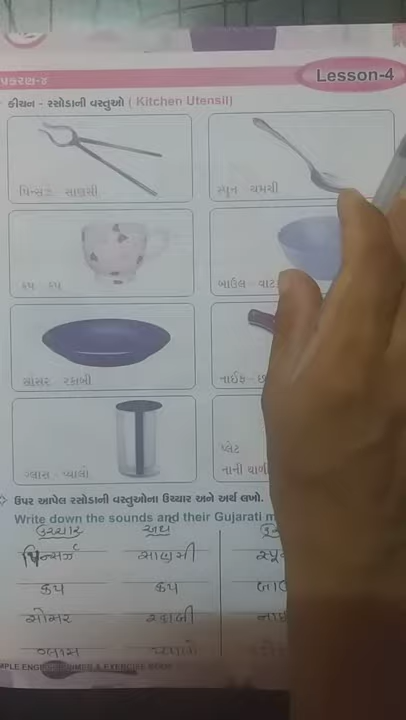 પ્રકરણ-૪
Lesson-4
કીચન - રસોડાની વસ્તુઓ ( Kitchen Utensil)
પિન્સર્ઝ સાણસી
સ્પુન ચમચી
કપ કપ
બાઉલ
સોસર રકાબી
નાઈફ -
ગ્લાસ - પ્યાલો
પ્લેટ
નાની થાળી
ઉપર આપેલ રસોડાની વસ્તુઓના ઉચ્ચાર અને અર્થ લખો.
Write down the sounds and their Gujarati
ઉચ્ચાર અર્થ
પિન્સર્ઝ સાણસી
કપ કપ
સોસર રકાબી
ગ્લાસ